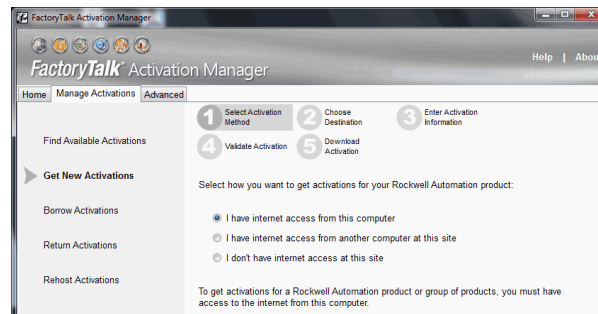 FactoryTalk Activation Manager
FactoryTalk® Activation Manager
Help | Abou
Home Manage Activations Advanced
1 Select Activation Method
2 Choose Destination
3 Enter Activation Information
4 Validate Activation
5 Download Activation
Find Available Activations
Get New Activations
Borrow Activations
Return Activations
Rehost Activations
Select how you want to get activations for your Rockwell Automation product:
I have internet access from this computer
I have internet access from another computer at this site
I don't have internet access at this site
To get activations for a Rockwell Automation product or group of products, you must have
access to the internet from this computer.